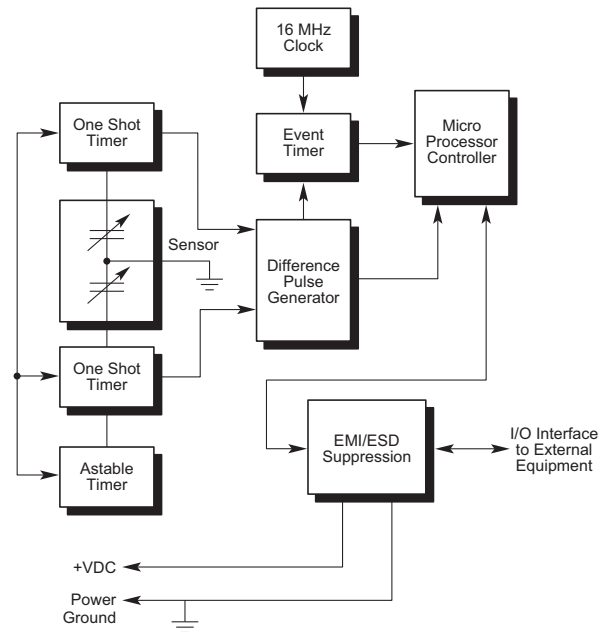 16 MHz
Clock
One Shot
Timer
Event
Timer
Micro
Processor
Controller
Sensor
Difference
Pulse
Generator
One Shot
Timer
EMI/ESD
Suppression
I/O Interface
to External
Equipment
Astable
Timer
+VDC
Power
Ground